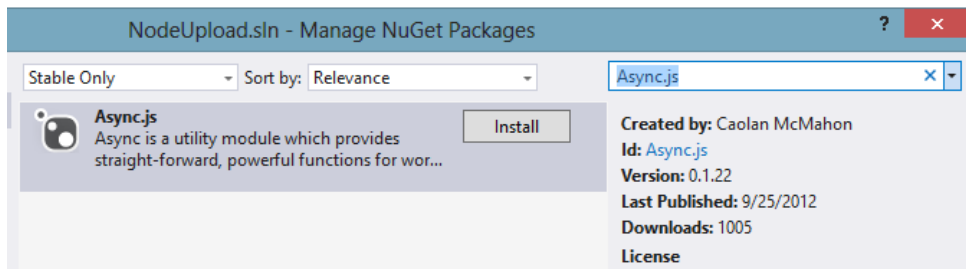 NodeUpload.sln - Manage NuGet Packages
?
Stable Only
Sort by: Relevance
Async.js
Async.js
Async is a utility module which provides
straight-forward, powerful functions for wor...
Install
Created by: Caolan McMahon
Id: Async.js
Version: 0.1.22
Last Published: 9/25/2012
Downloads: 1005
License